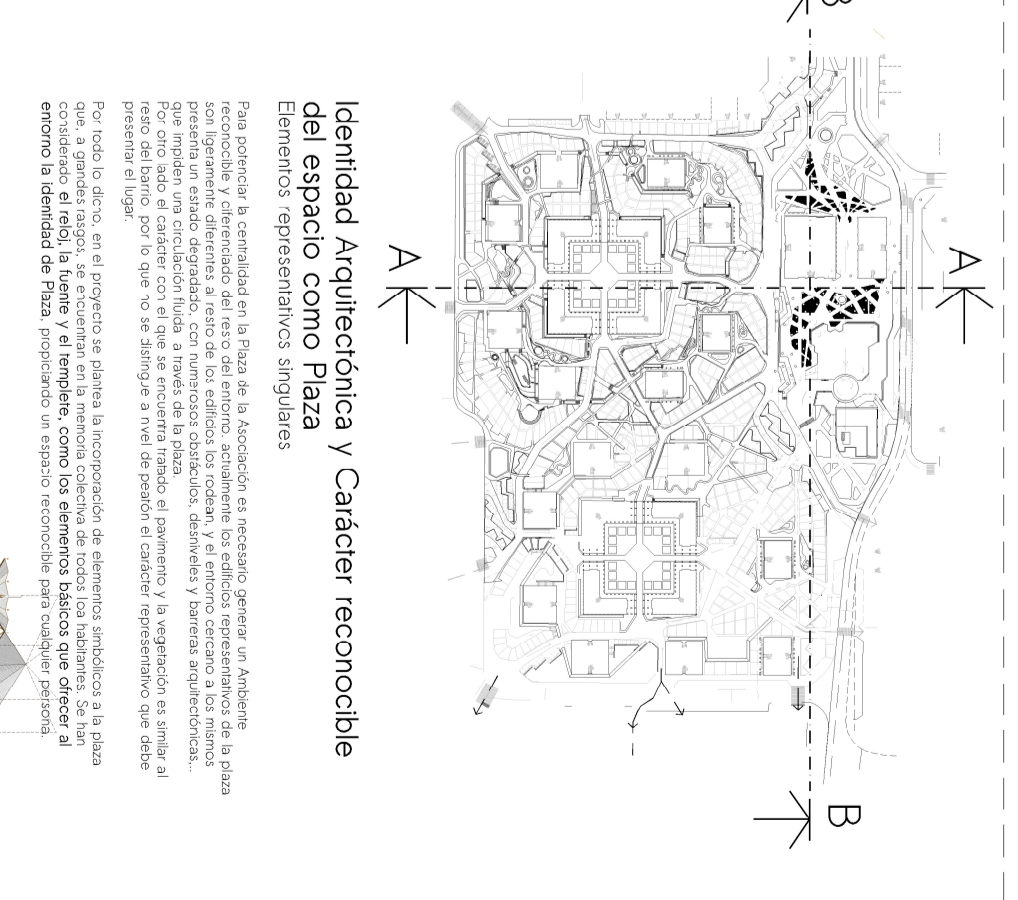 B
A
A
B
Identidad Arquitectónica y Carácter reconocible
del espacio como Plaza
Elementos representativos singulares
Para potenciar la centralidad en la Plaza de la Asociación es necesario generar un Ambiente
reconocible y diferenciado del resto del entorno, actualmente los edificios representativos de la plaza
son ligeramente diferentes al resto de los edificios los rodean, y el entorno cercano a los mismos
presenta un estado degradado, con numerosos obstáculos, desniveles y barreras arquitectónicas,..
que impiden una circulación fluida a través de la plaza.
Por otro lado el carácter con el que se encuentra tratado el pavimento y la vegetación es similar al
resto del barrio, por lo que no se distingue a nivel de peatón el carácter representativo que debe
presentar el lugar.
Por todo lo dicho, en el proyecto se plantea la incorporación de elementos simbólicos a la plaza
que, a grandes rasgos, se encuentran en la memoria colectiva de todos loa habitantes. Se han
considerado el reloj, la fuente y el templete, como los elementos básicos que ofrecer al
entorno la identidad de Plaza, propiciando un espacio reconocible para cualquier persona.